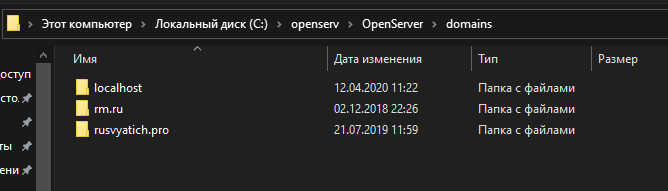 Этот компьютер > Локальный диск (C:) > openserv > OpenServer > domains
Имя Дата изменения Тип Размер
оступ
localhost 12.04.2020 11:22 Папка с файлами
сто.
rm.ru 02.12.2018 22:26 Папка с файлами
rusvyatich.pro 21.07.2019 11:59 Папка с файлами
ты
ени